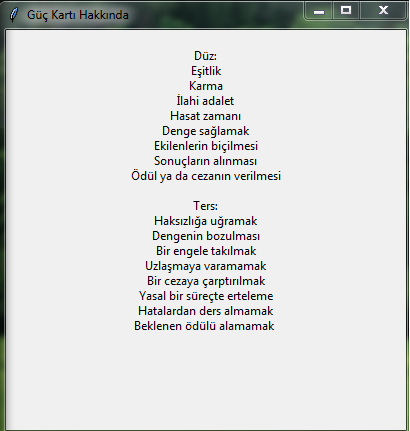 Güç Kartı Hakkında
Düz:
Eşitlik
Karma
İlahi adalet
Hasat zamanı
Denge sağlamak
Ekilenlerin biçilmesi
Sonuçların alınması
Ödül ya da cezanın verilmesi
Ters:
Haksızlığa uğramak
Dengenin bozulması
Bir engele takılmak
Uzlaşmaya varamamak
Bir cezaya çarptırılmak
Yasal bir süreçte erteleme
Hatalardan ders almamak
Beklenen ödülü alamamak